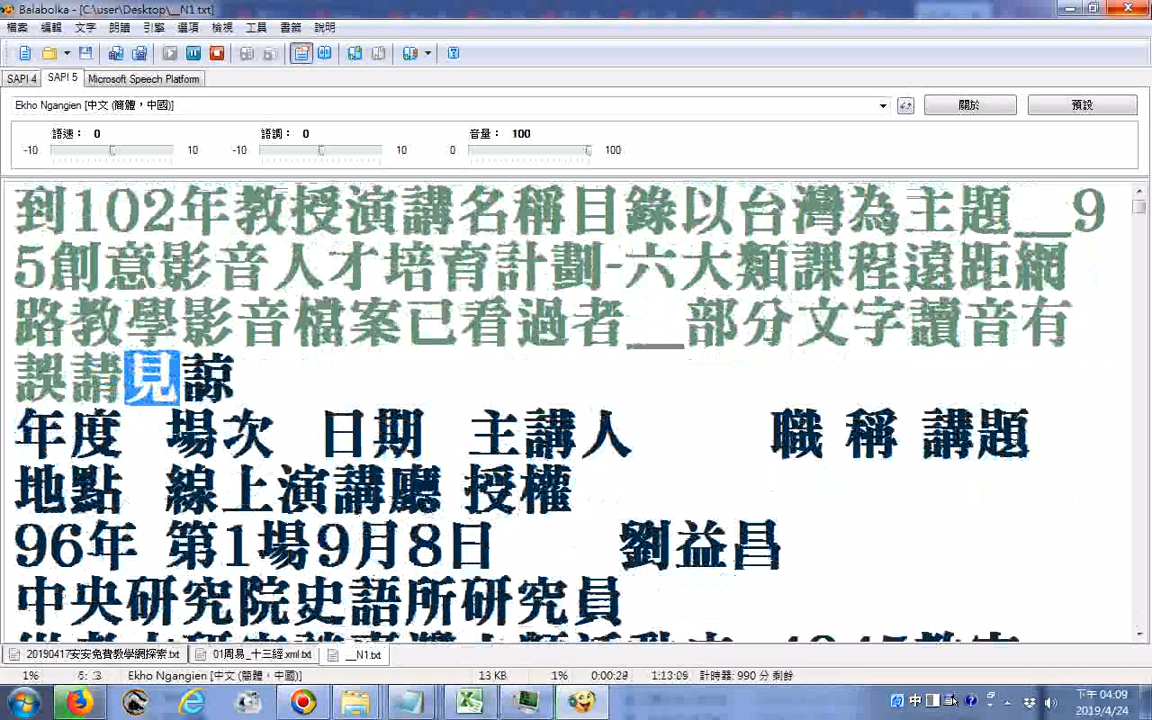 Balabolka - [C:\user\Desktop\__N1.txt]
檔案 編輯 文字 朗讀 引擎 選項 檢視 工具 書籤 說明
SAPI 4 SAPI 5 Microsoft Speech Platform
Ekho Ngangien [中文 (簡體，中國)] 關於 預設
語速： 0 語調： 0 音量： 100
-10 10 -10 10 0 100
到102年教授演講名稱目錄以台灣為主題__9
5創意影音人才培育計劃-六大類課程遠距網
路教學影音檔案已看過者__部分文字讀音有
誤請見諒
年度 場次 日期 主講人 職 稱 講題
地點 線上演講廳 授權
96年 第1場9月8日 劉益昌
中央研究院史語所研究員
20190417安安免費教學網探索.txt 01周易_十三經.xml.txt __N1.txt
1% Ekho Ngangien [中文 (簡體，中國)] 13 KB 1% 0:00:28 1:13:09 計時器: 990 分 剩餘
中 下午 04:09
2019/4/24